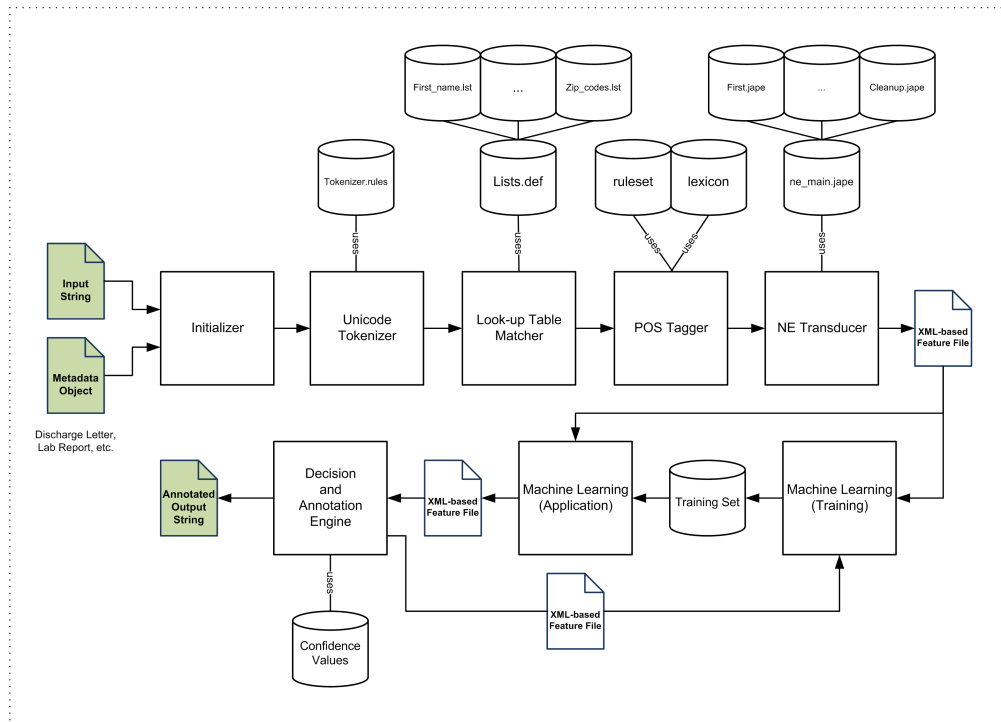 First_name.lst
...
Zip_codes.lst
First.jape
...
Cleanup.jape
Tokenizer.rules
Lists.def
ruleset
lexicon
ne_main.jape
uses
uses
uses
uses
uses
Input
String
Metadata
Object
Discharge Letter,
Lab Report, etc.
Initializer
Unicode
Tokenizer
Look-up Table
Matcher
POS Tagger
NE Transducer
XML-based
Feature File
Annotated
Output
String
Decision
and
Annotation
Engine
XML-based
Feature File
Machine Learning
(Application)
Training Set
Machine Learning
(Training)
uses
Confidence
Values
XML-based
Feature File